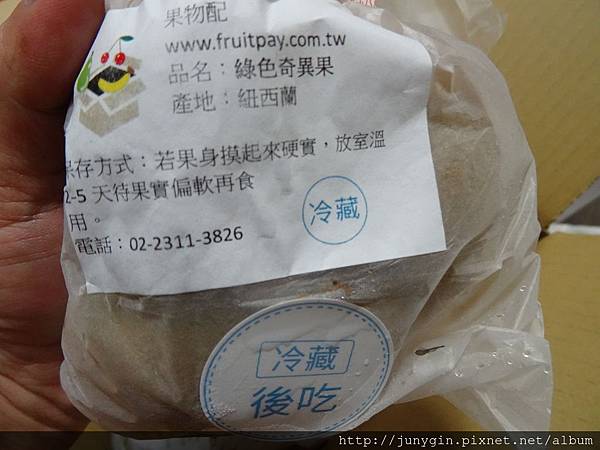 果物配
www.fruitpay.com.tw
品名：綠色奇異果
產地：紐西蘭
保存方式：若果身摸起來硬實，放室溫
2-5 天待果實偏軟再食
用。
電話：02-2311-3826
冷藏
冷藏
後吃
http://junygin.pixnet.net/album